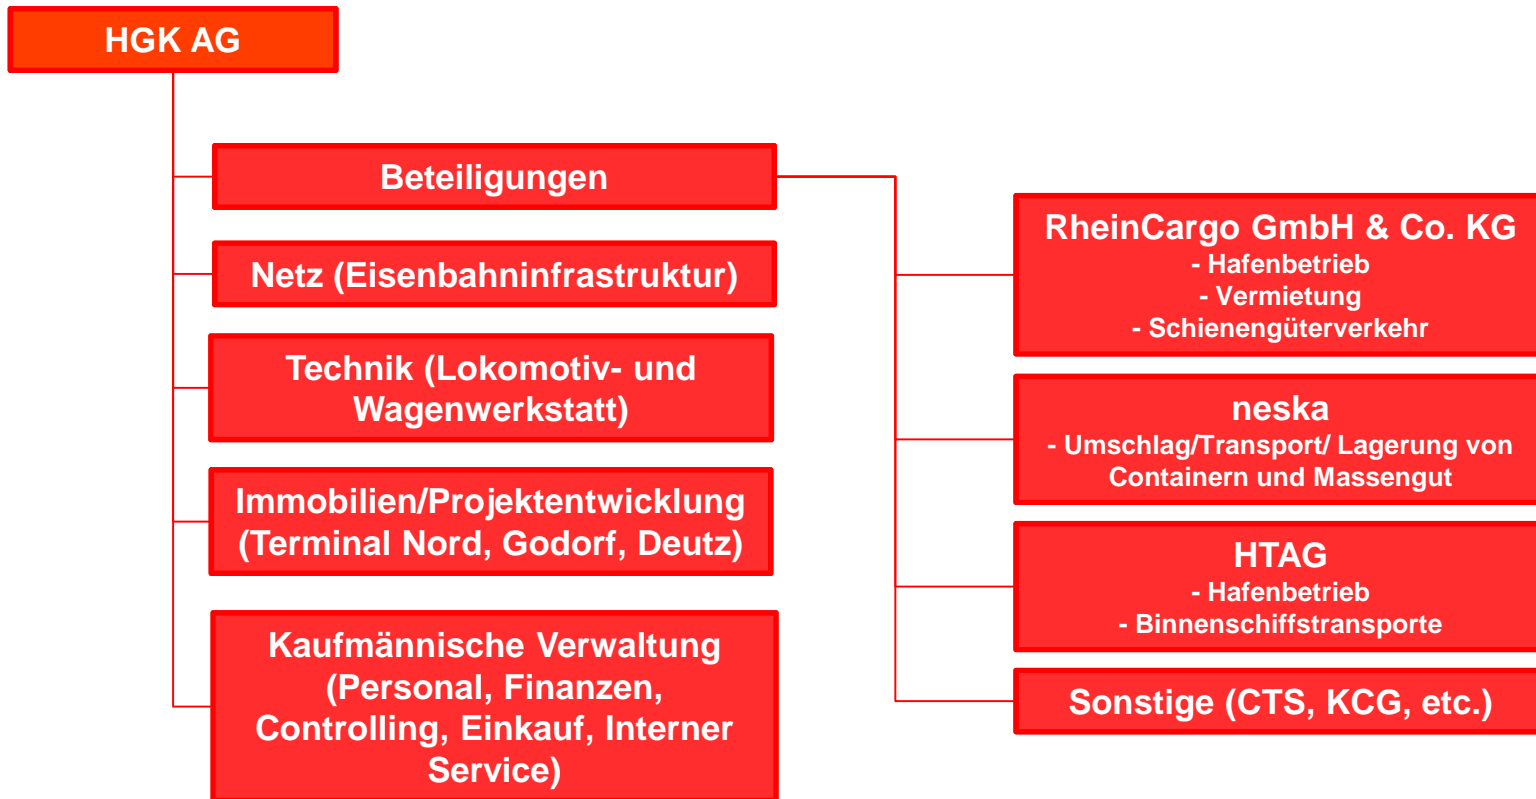 HGK AG
Beteiligungen
Netz (Eisenbahninfrastruktur)
Technik (Lokomotiv- und
Wagenwerkstatt)
Immobilien/Projektentwicklung
(Terminal Nord, Godorf, Deutz)
Kaufmännische Verwaltung
(Personal, Finanzen,
Controlling, Einkauf, Interner
Service)
RheinCargo GmbH & Co. KG
- Hafenbetrieb
- Vermietung
- Schienengüterverkehr
neska
- Umschlag/Transport/ Lagerung von
Containern und Massengut
HTAG
- Hafenbetrieb
- Binnenschiffstransporte
Sonstige (CTS, KCG, etc.)